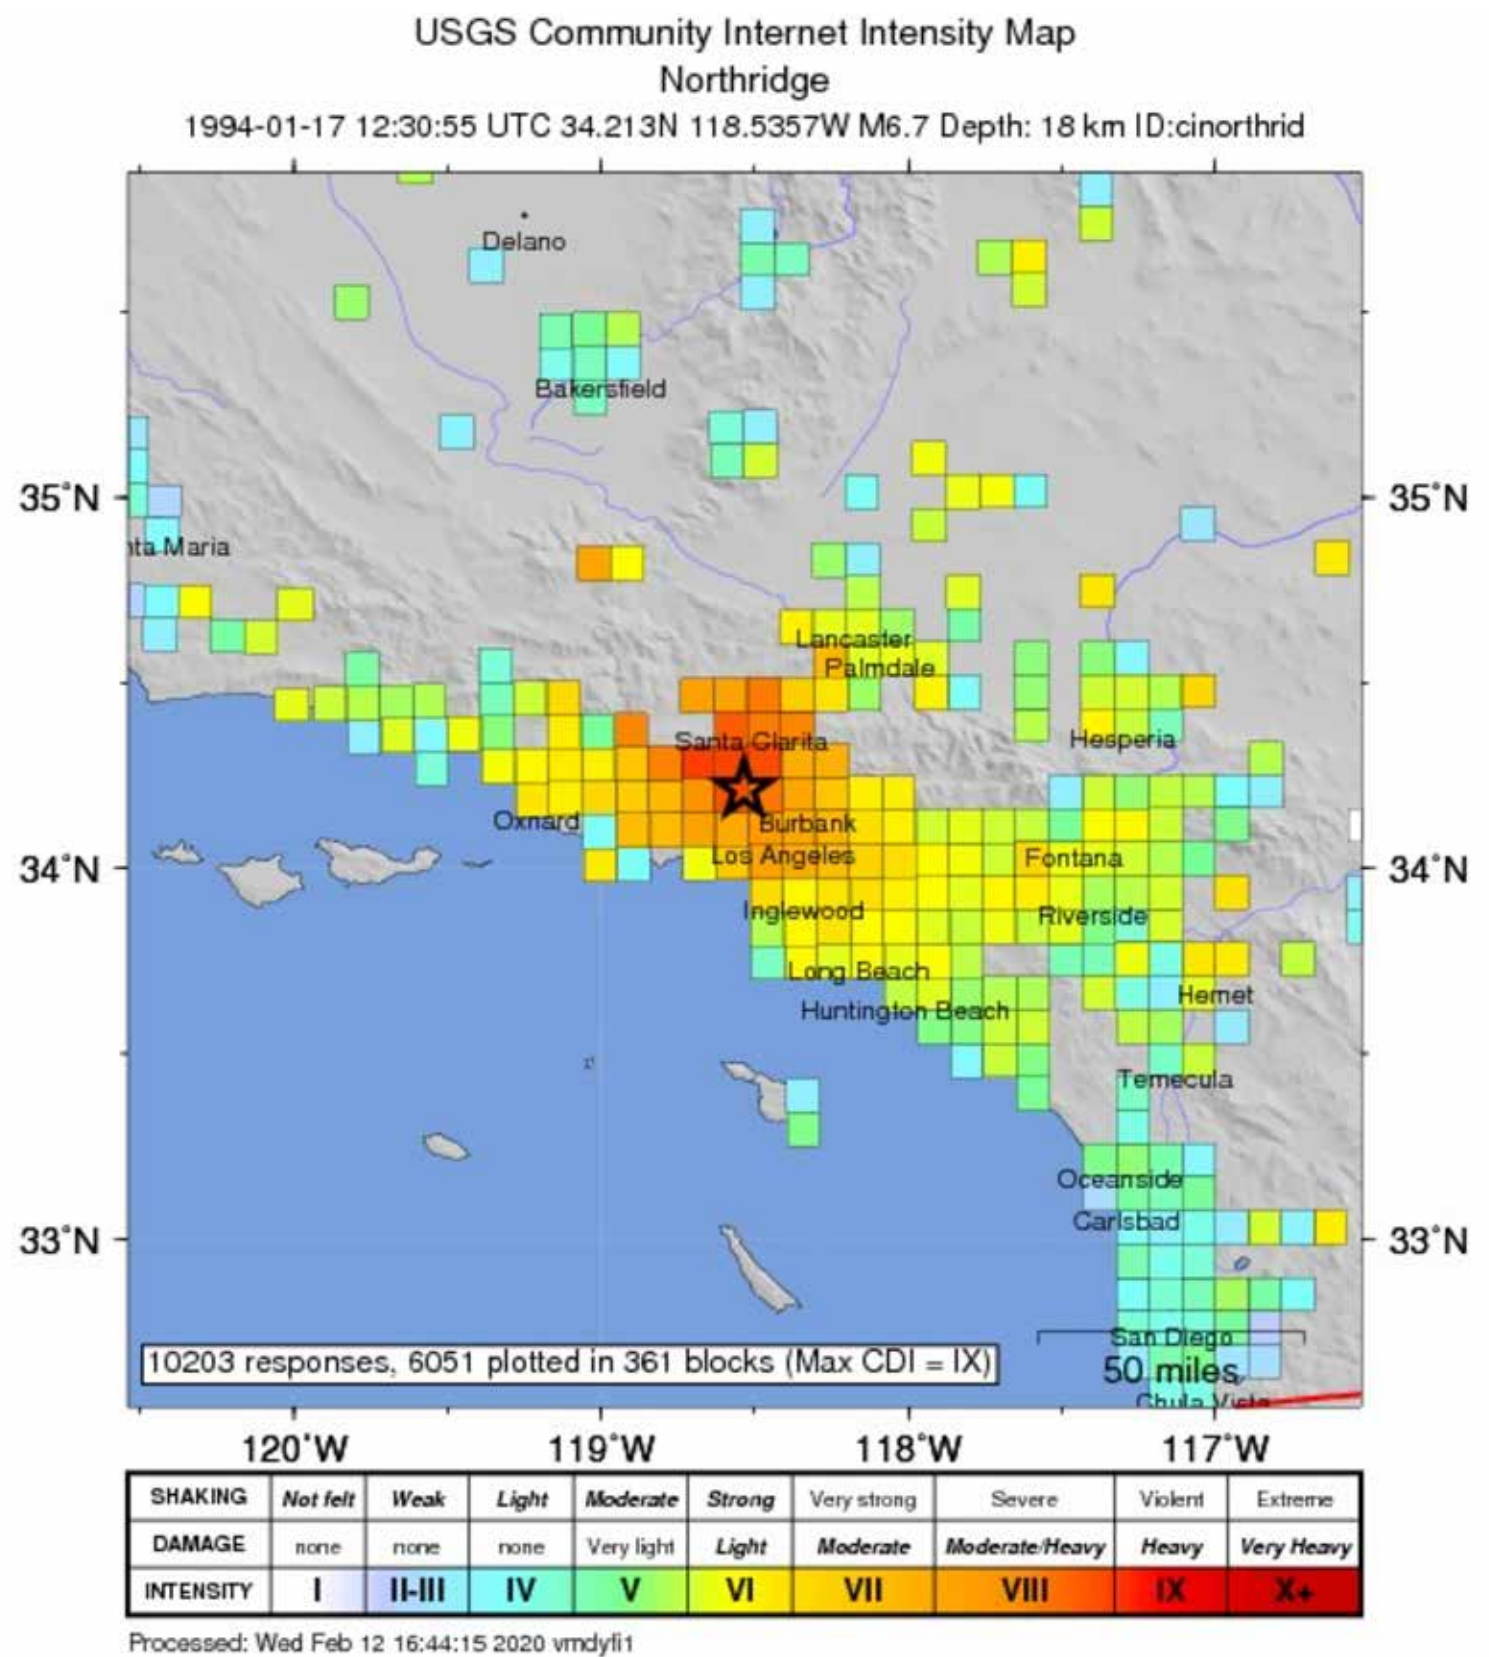 USGS Community Internet Intensity Map
Northridge
1994-01-17 12:30:55 UTC 34.213N 118.5357W M6.7 Depth: 18 km ID:cinorthrid
Delano
Bakersfield
35°N 35°N
nta Maria
Lancaster
Palmdale
Santa Clarita
Hesperia
Oxnard
Burbank
Los Angeles
Fontana
34°N 34°N
Inglewood
Riverside
Long Beach
Hemet
Huntington Beach
Temecula
Oceanside
Carlsbad
33°N 33°N
San Diego
10203 responses, 6051 plotted in 361 blocks (Max CDI = IX)
50 miles
Chula Vista
120°W 119°W 118°W 117°W
SHAKING Not felt Weak Light Moderate Strong Very strong Severe Violent Extreme
DAMAGE none none none Very light Light Moderate Moderate/Heavy Heavy Very Heavy
INTENSITY I II-III IV V VI VII VIII IX X+
Processed: Wed Feb 12 16:44:15 2020 vmdyfi1